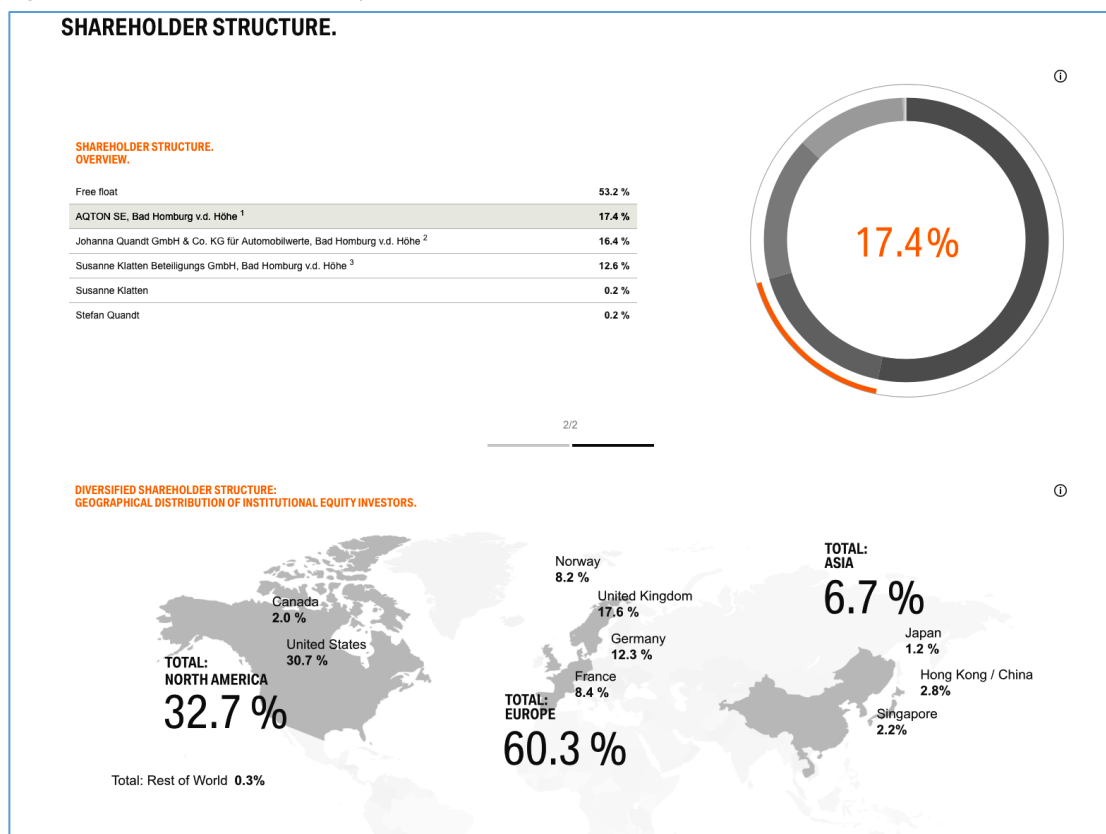 SHAREHOLDER STRUCTURE.
SHAREHOLDER STRUCTURE.
OVERVIEW.
Free float 53.2 %
AQTON SE, Bad Homburg v.d. Höhe 1 17.4 %
Johanna Quandt GmbH & Co. KG für Automobilwerte, Bad Homburg v.d. Höhe 2 16.4 %
Susanne Klatten Beteiligungs GmbH, Bad Homburg v.d. Höhe 3 12.6 %
Susanne Klatten 0.2 %
Stefan Quandt 0.2 %
17.4%
2/2
DIVERSIFIED SHAREHOLDER STRUCTURE:
GEOGRAPHICAL DISTRIBUTION OF INSTITUTIONAL EQUITY INVESTORS.
Canada
2.0 %
United States
30.7 %
TOTAL:
NORTH AMERICA
32.7 %
Total: Rest of World 0.3%
Norway
8.2 %
United Kingdom
17.6 %
Germany
12.3 %
France
8.4 %
TOTAL:
EUROPE
60.3 %
TOTAL:
ASIA
6.7 %
Japan
1.2 %
Hong Kong / China
2.8%
Singapore
2.2%